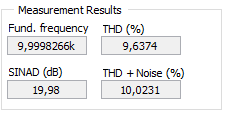 Measurement Results
Fund. frequency THD (%)
9,9998266k 9,6374
SINAD (dB) THD + Noise (%)
19,98 10,0231